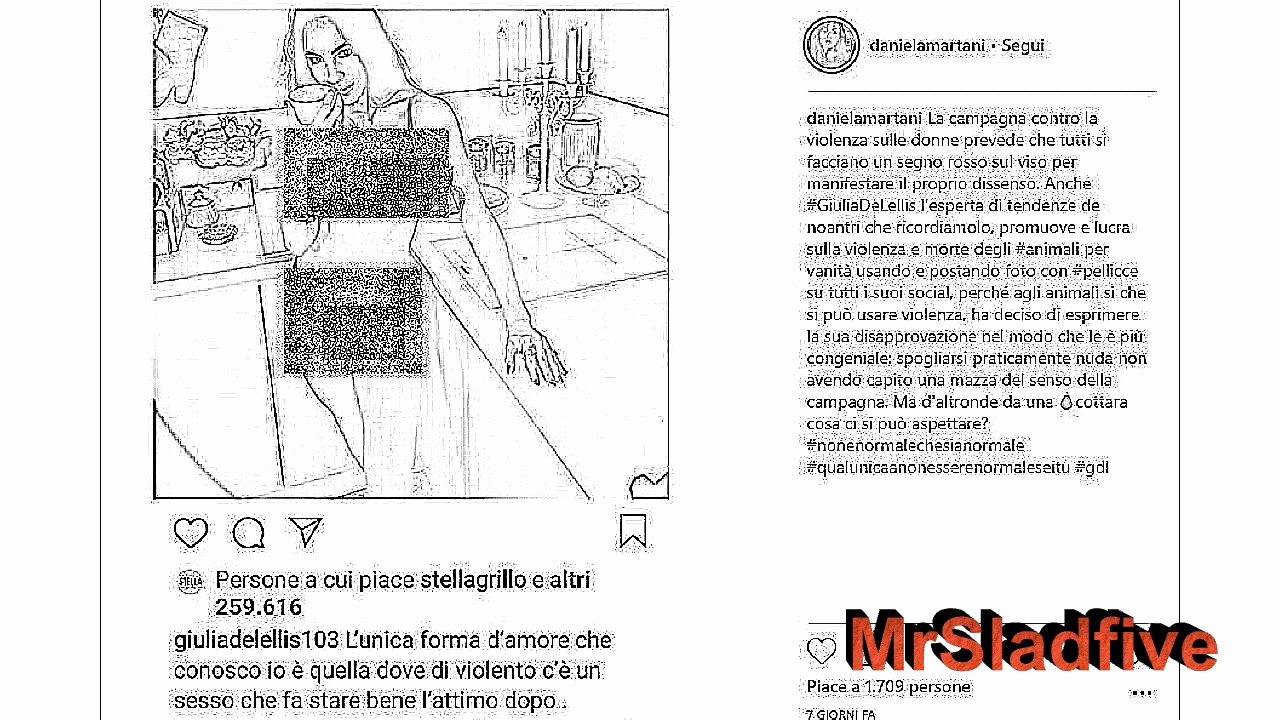 danielamartani • Segui
danielamartani La campagna contro la
violenza sulle donne prevede che tutti si
facciano un segno rosso sul viso per
manifestare il proprio dissenso. Anche
#GiuliaDeLellis l'esperta di tendenze de
noantri che ricordiamolo, promuove e lucra
sulla violenza e morte degli #animali per
vanità usando e postando foto con #pellicce
su tutti i suoi social, perché agli animali si che
si può usare violenza, ha deciso di esprimere
la sua disapprovazione nel modo che le è più
congeniale: spogliarsi praticamente nuda non
avendo capito una mazza del senso della
campagna. Ma d'altronde da una 💧cottara
cosa ci si può aspettare?
#nonenormalechesianormale
#qualunicaanonesserenormaleseitu #gdl
Persone a cui piace stellagrillo e altri
259.616
giuliadelellis103 L'unica forma d'amore che
conosco io è quella dove di violento c'è un
sesso che fa stare bene l'attimo dopo..
MrSladfive
Piace a 1.709 persone
7 GIORNI FA